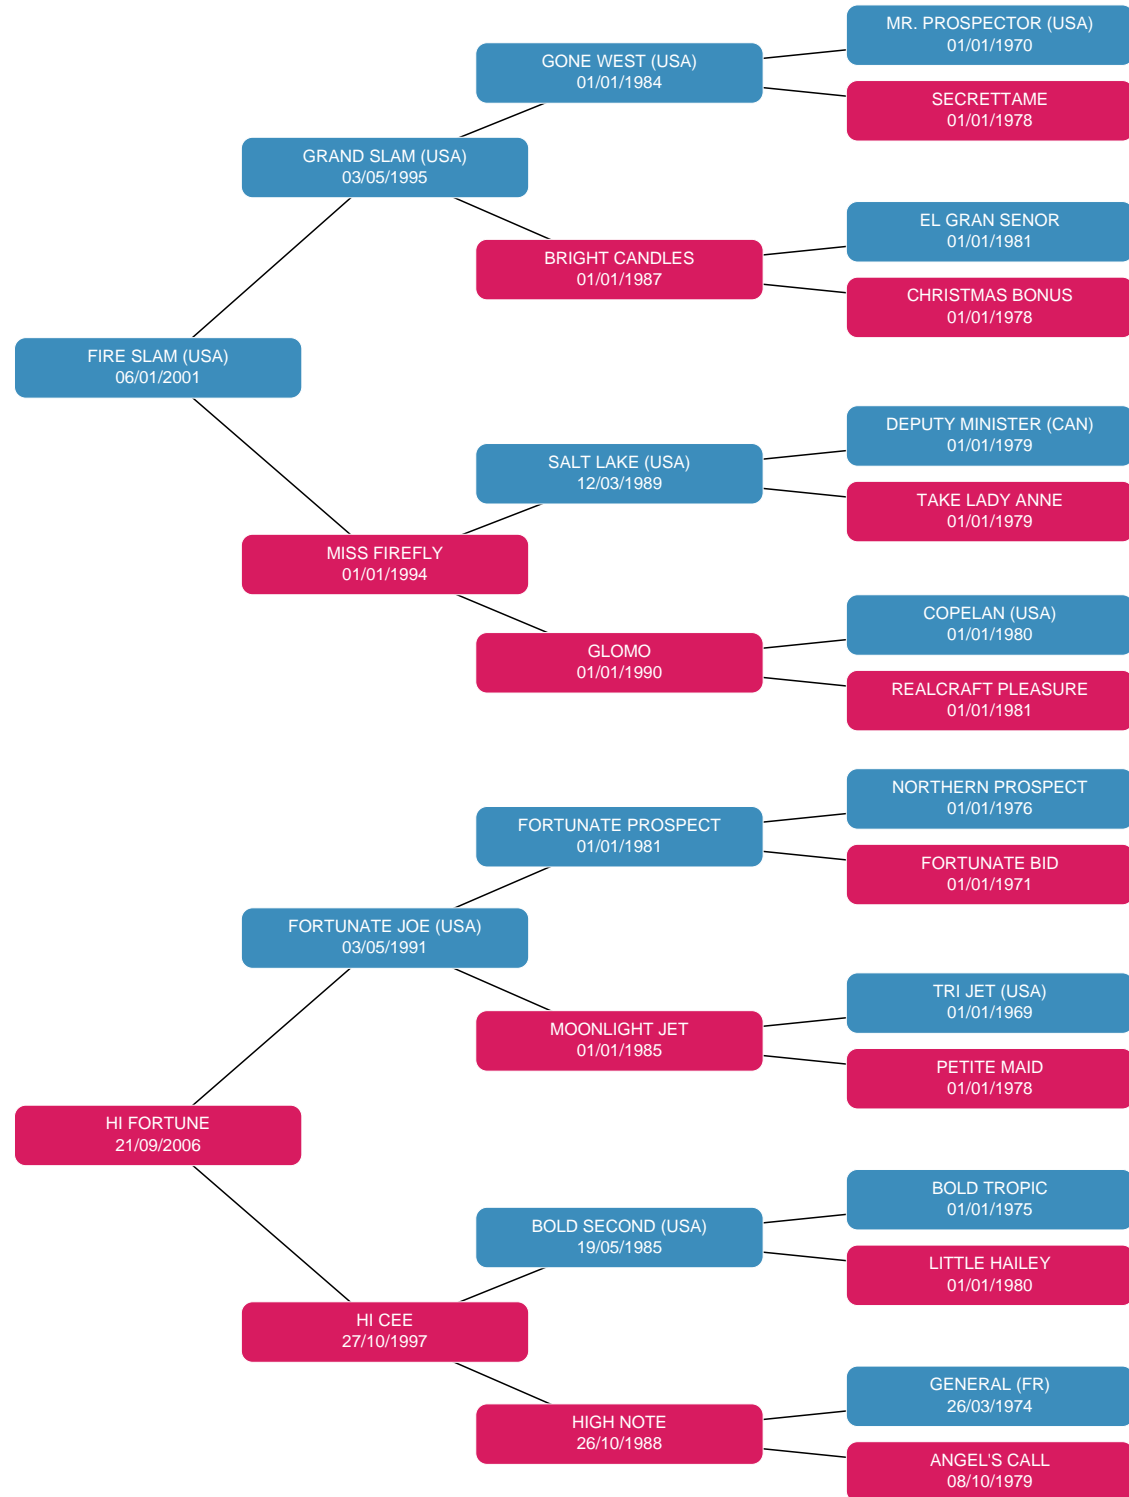 MR. PROSPECTOR (USA)
01/01/1970
GONE WEST (USA)
01/01/1984
SECRETTAME
01/01/1978
GRAND SLAM (USA)
03/05/1995
EL GRAN SENOR
01/01/1981
BRIGHT CANDLES
01/01/1987
CHRISTMAS BONUS
01/01/1978
FIRE SLAM (USA)
06/01/2001
DEPUTY MINISTER (CAN)
01/01/1979
SALT LAKE (USA)
12/03/1989
TAKE LADY ANNE
01/01/1979
MISS FIREFLY
01/01/1994
COPELAN (USA)
01/01/1980
GLOMO
01/01/1990
REALCRAFT PLEASURE
01/01/1981
NORTHERN PROSPECT
01/01/1976
FORTUNATE PROSPECT
01/01/1981
FORTUNATE BID
01/01/1971
FORTUNATE JOE (USA)
03/05/1991
TRI JET (USA)
01/01/1969
MOONLIGHT JET
01/01/1985
PETITE MAID
01/01/1978
HI FORTUNE
21/09/2006
BOLD TROPIC
01/01/1975
BOLD SECOND (USA)
19/05/1985
LITTLE HAILEY
01/01/1980
HI CEE
27/10/1997
GENERAL (FR)
26/03/1974
HIGH NOTE
26/10/1988
ANGEL'S CALL
08/10/1979